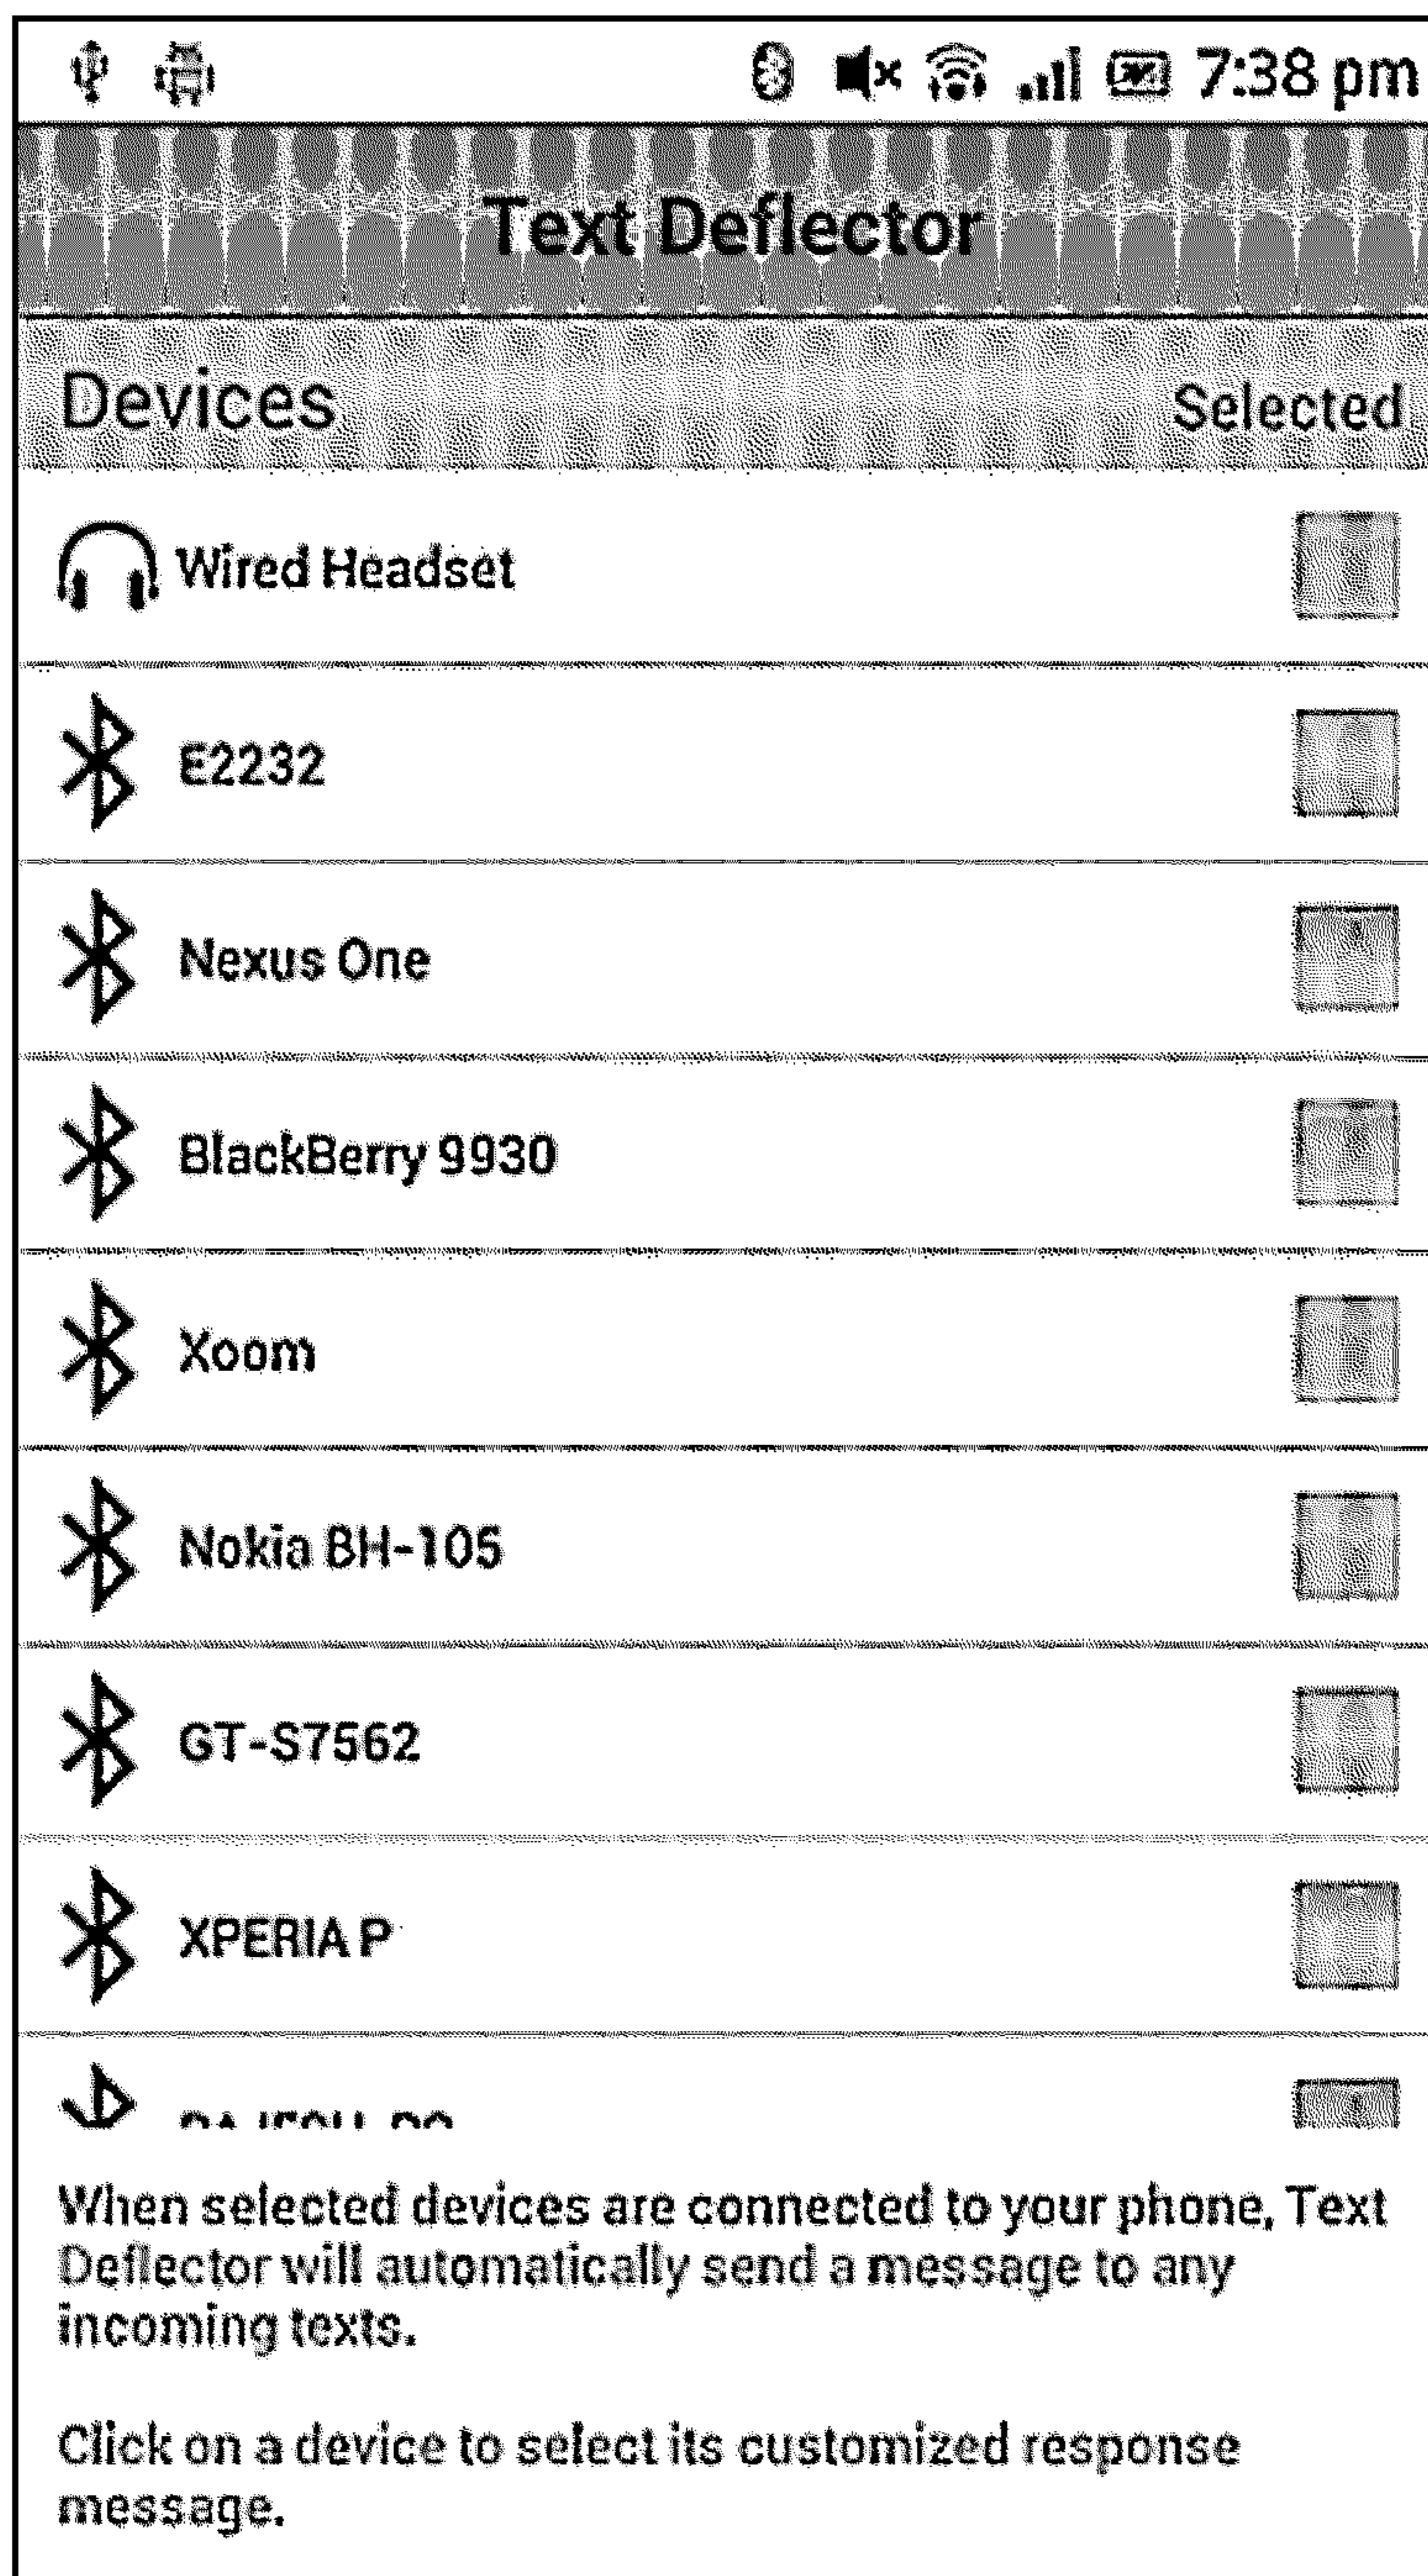 7:38 pm
Text Deflector
Devices Selected
Wired Headset
E2232
Nexus One
BlackBerry 9930
Xoom
Nokia BH-105
GT-S7562
XPERIA P
When selected devices are connected to your phone, Text
Deflector will automatically send a message to any
incoming texts.
Click on a device to select its customized response
message.